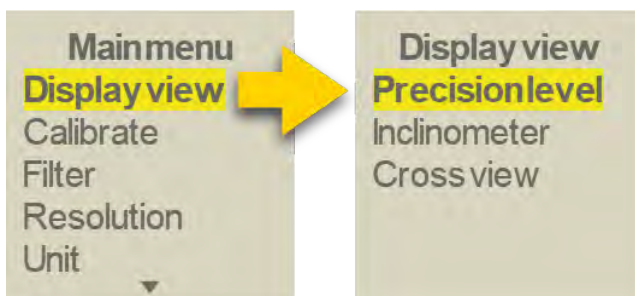 Main menu
Display view
Calibrate
Filter
Resolution
Unit
Display view
Precision level
Inclinometer
Cross view